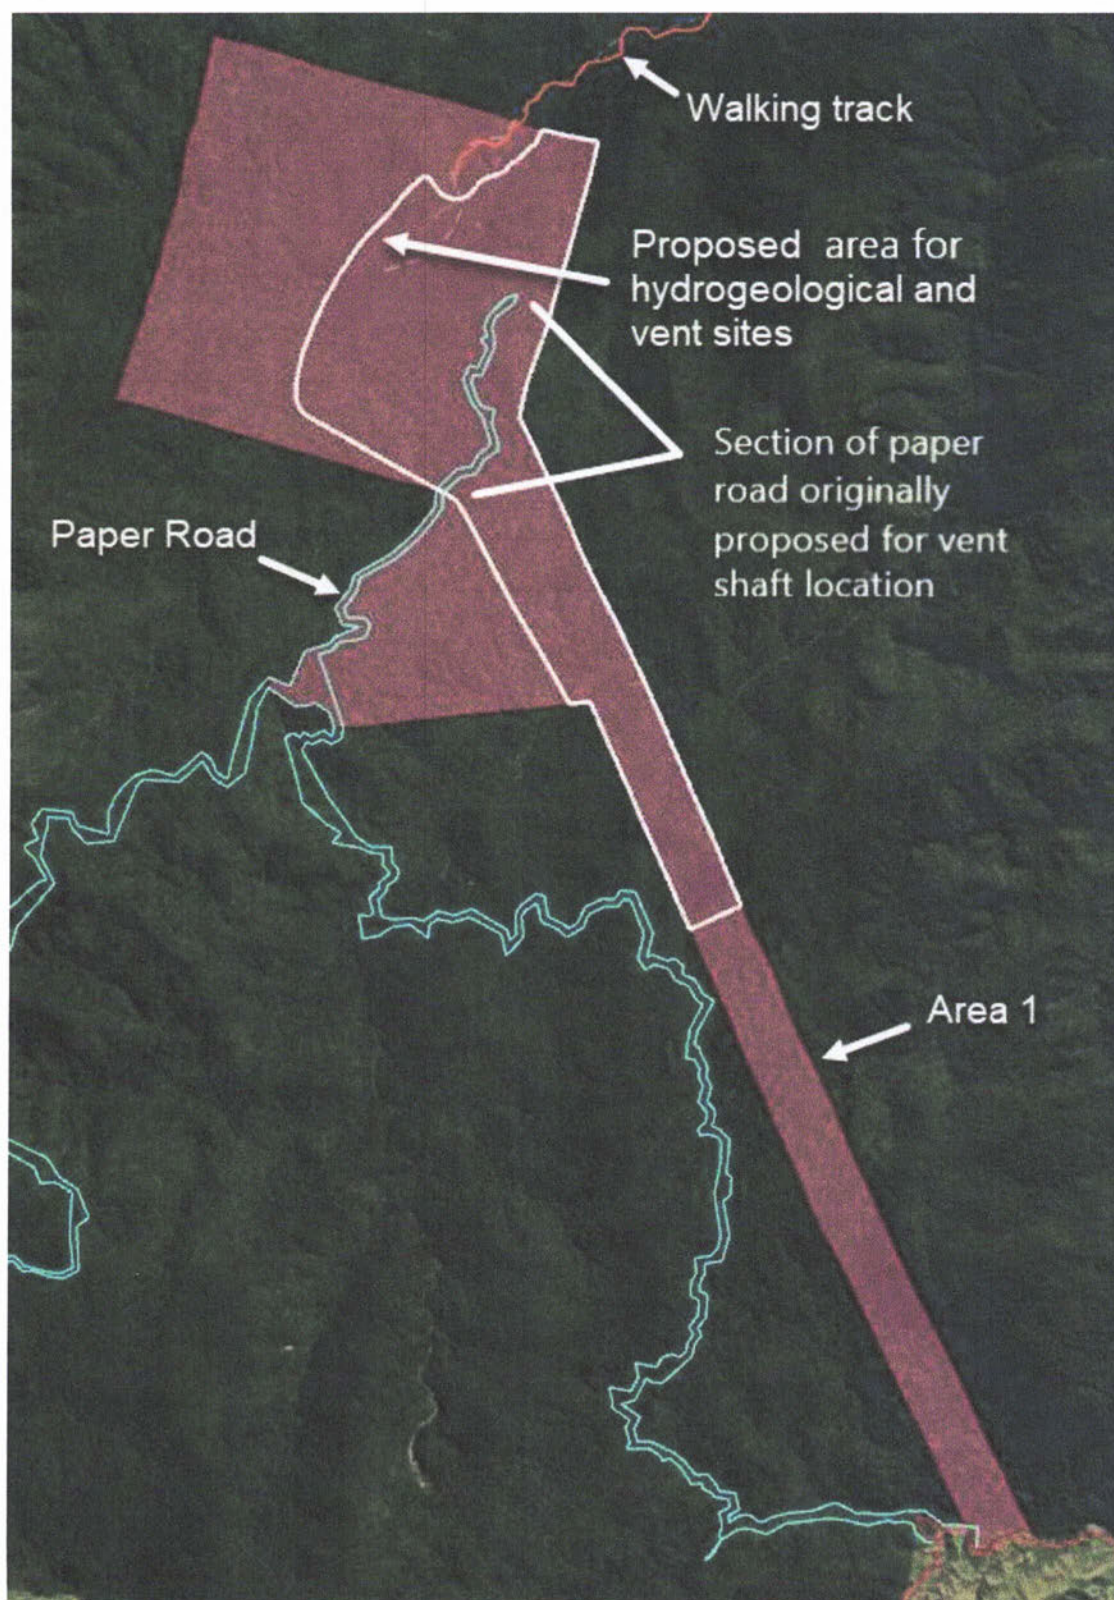 Walking track
Proposed area for
hydrogeological and
vent sites
Section of paper
road originally
proposed for vent
shaft location
Paper Road
Area 1